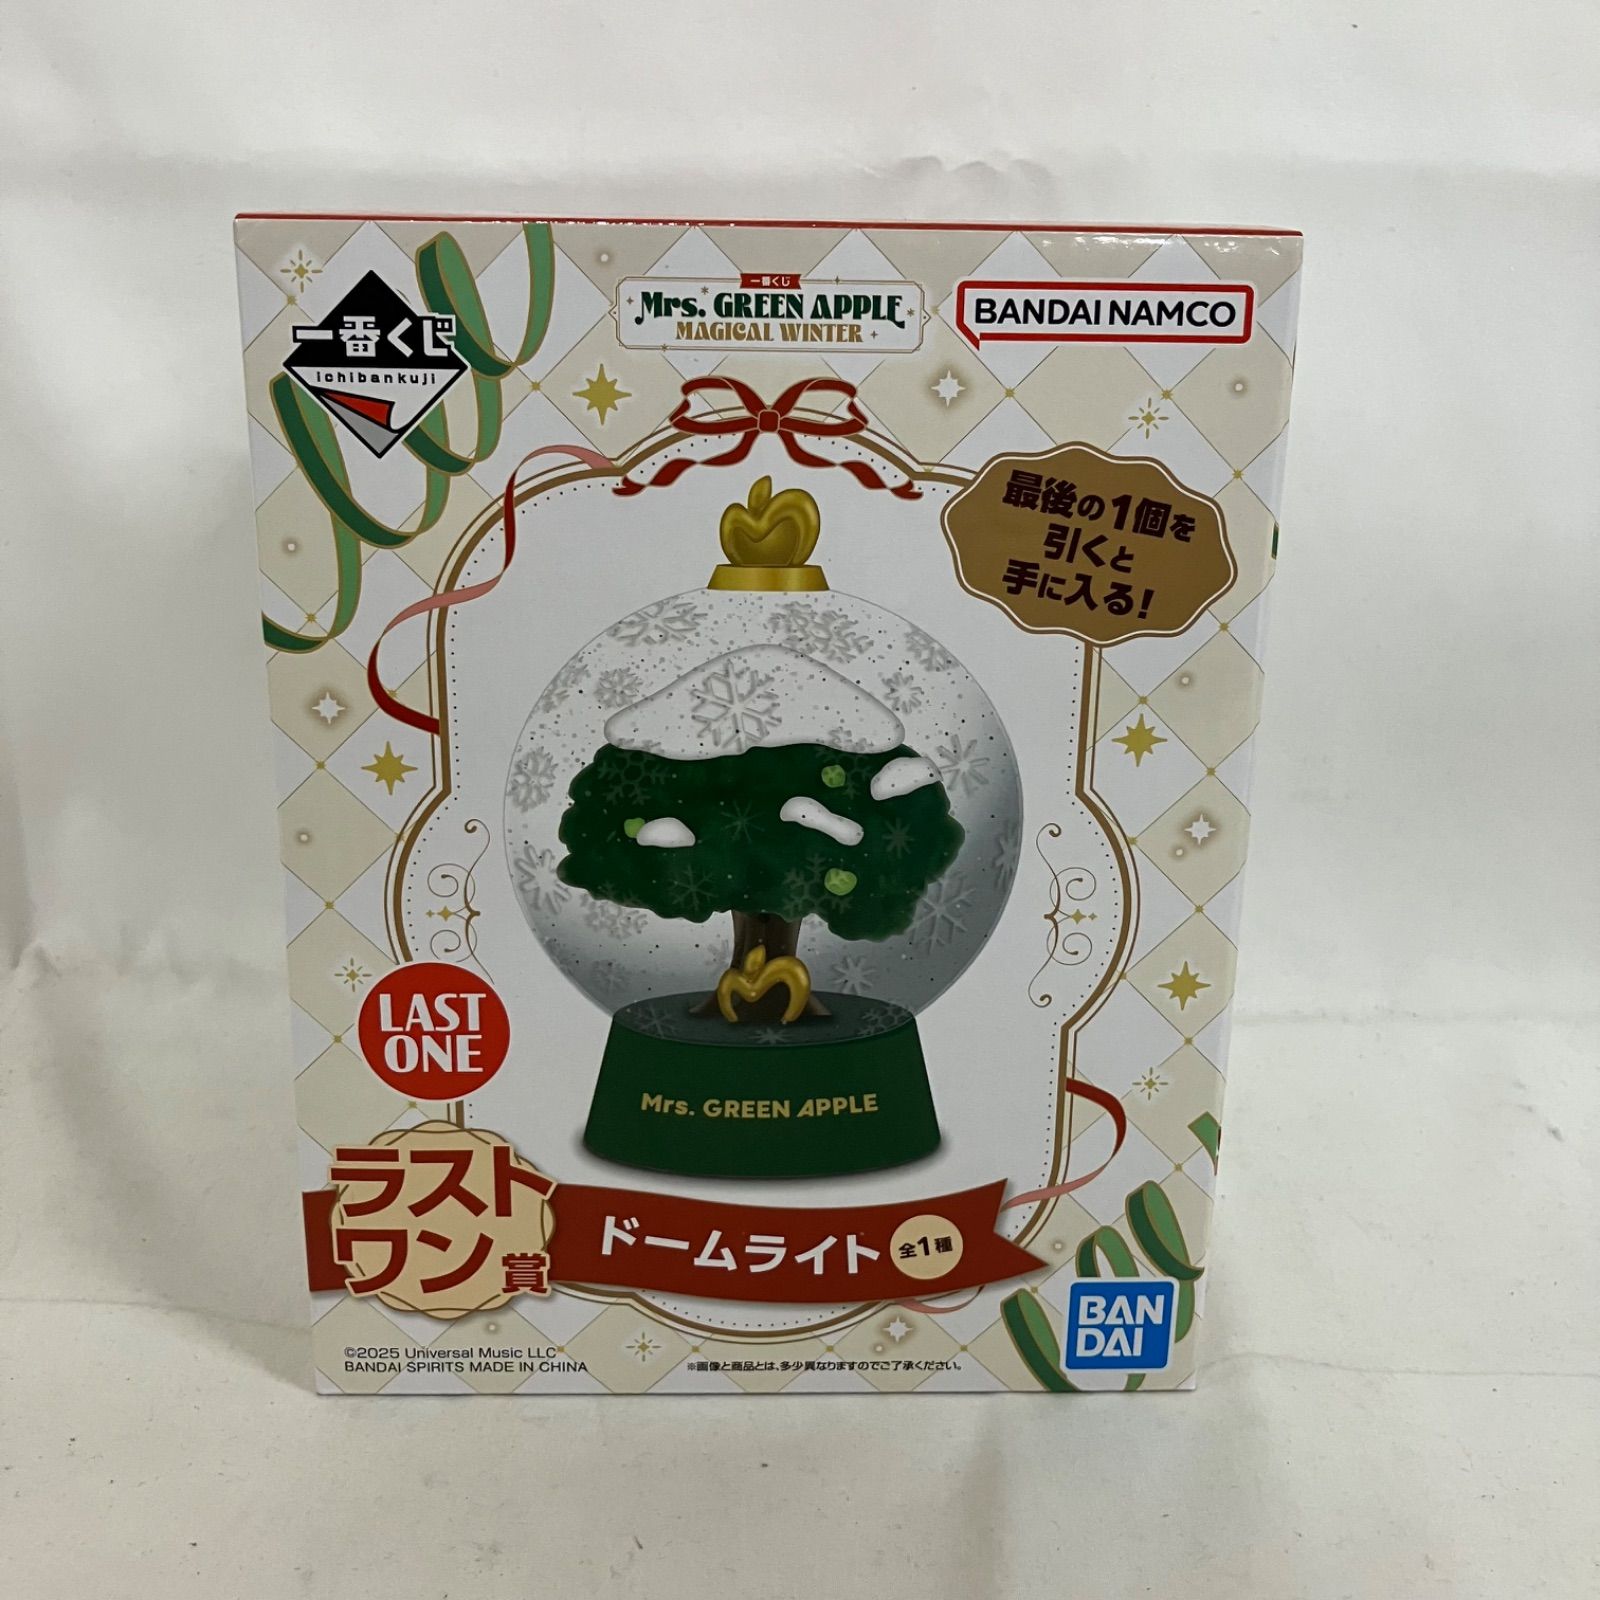 一番くじ
ichibankuji
一番くじ
Mrs. GREEN APPLE
MAGICAL WINTER
BANDAI NAMCO
最後の1個を
引くと
手に入る!
Mrs. GREEN APPLE
LAST
ONE
ラスト
ワン賞
ドームライト
全1種
BAN
DAI
©2025 Universal Music LLC
BANDAI SPIRITS MADE IN CHINA
※画像と商品とは、多少異なりますのでご了承ください。